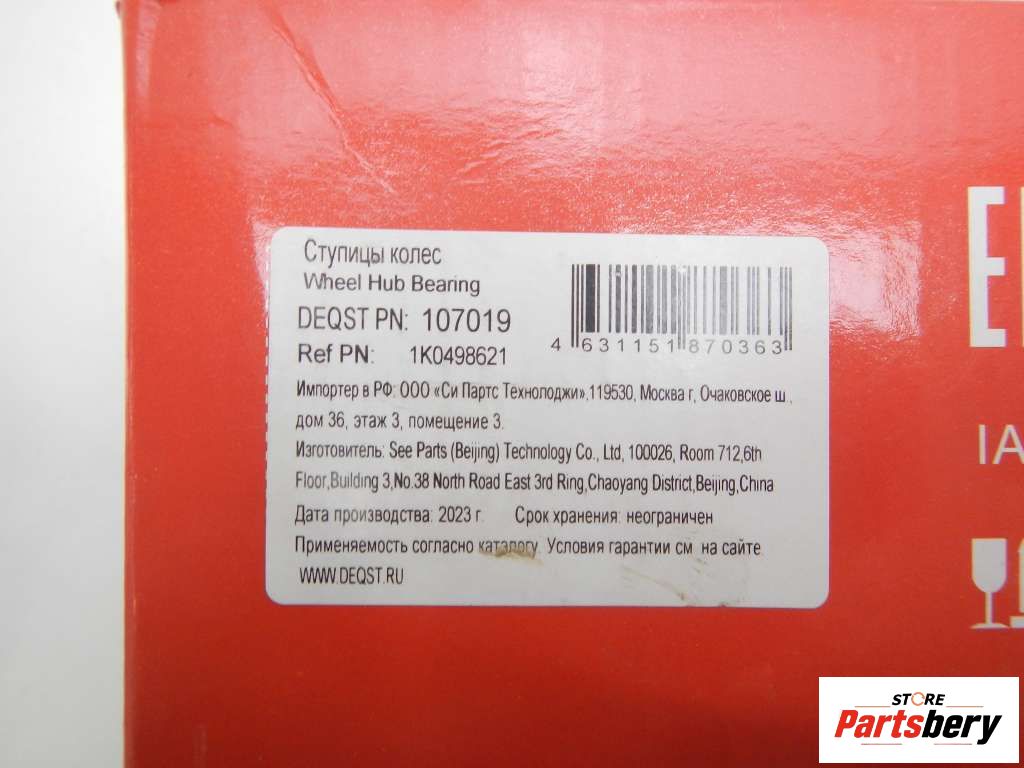 Ступицы колес
Wheel Hub Bearing
DEQST PN: 107019
Ref PN: 1K0498621
4 631151 870363
Импортер в РФ: ООО «Си Партс Технолоджи»,119530, Москва г, Очаковское ш.,
дом 36, этаж 3, помещение 3.
Изготовитель: See Parts (Beijing) Technology Co., Ltd, 100026, Room 712,6th
Floor,Building 3,No.38 North Road East 3rd Ring,Chaoyang District,Beijing,China
Дата производства: 2023 г. Срок хранения: неограничен
Применяемость согласно каталогу. Условия гарантии см. на сайте
WWW.DEQST.RU
IA
STORE
Partsbery